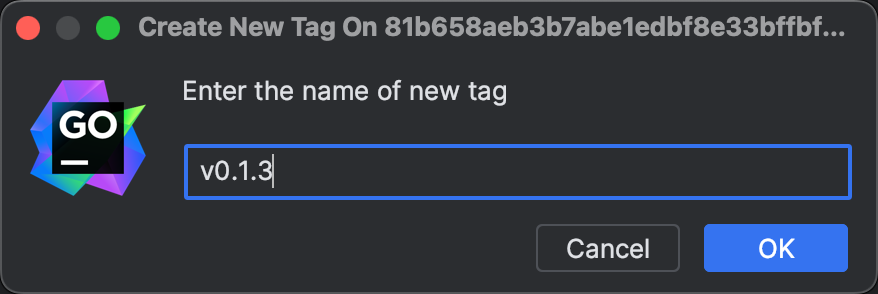 Create New Tag On 81b658aeb3b7abe1edbf8e33bffbf...
Enter the name of new tag
GO
v0.1.3
Cancel
OK